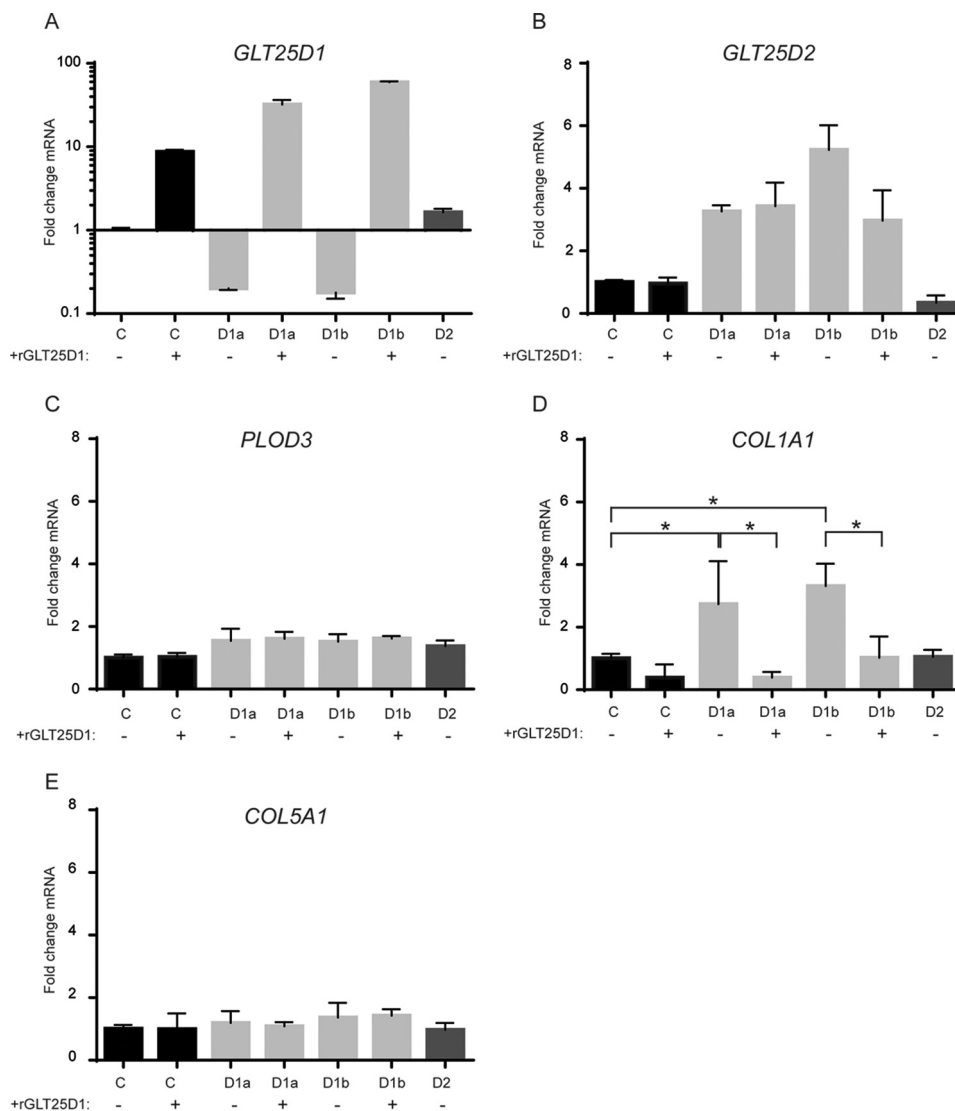 A
B
GLT25D1
GLT25D2
Fold change mRNA
100
10
1
0.1
C C D1a D1a D1b D1b D2
+rGLT25D1: - + - + - + -
Fold change mRNA
8
6
4
2
0
C C D1a D1a D1b D1b D2
+rGLT25D1: - + - + - + -
C
D
PLOD3
COL1A1
Fold change mRNA
8
6
4
2
0
C C D1a D1a D1b D1b D2
+rGLT25D1: - + - + - + -
Fold change mRNA
8
6
4
2
0
* 
* *
*
C C D1a D1a D1b D1b D2
+rGLT25D1: - + - + - + -
E
COL5A1
Fold change mRNA
8
6
4
2
0
C C D1a D1a D1b D1b D2
+rGLT25D1: - + - + - + -